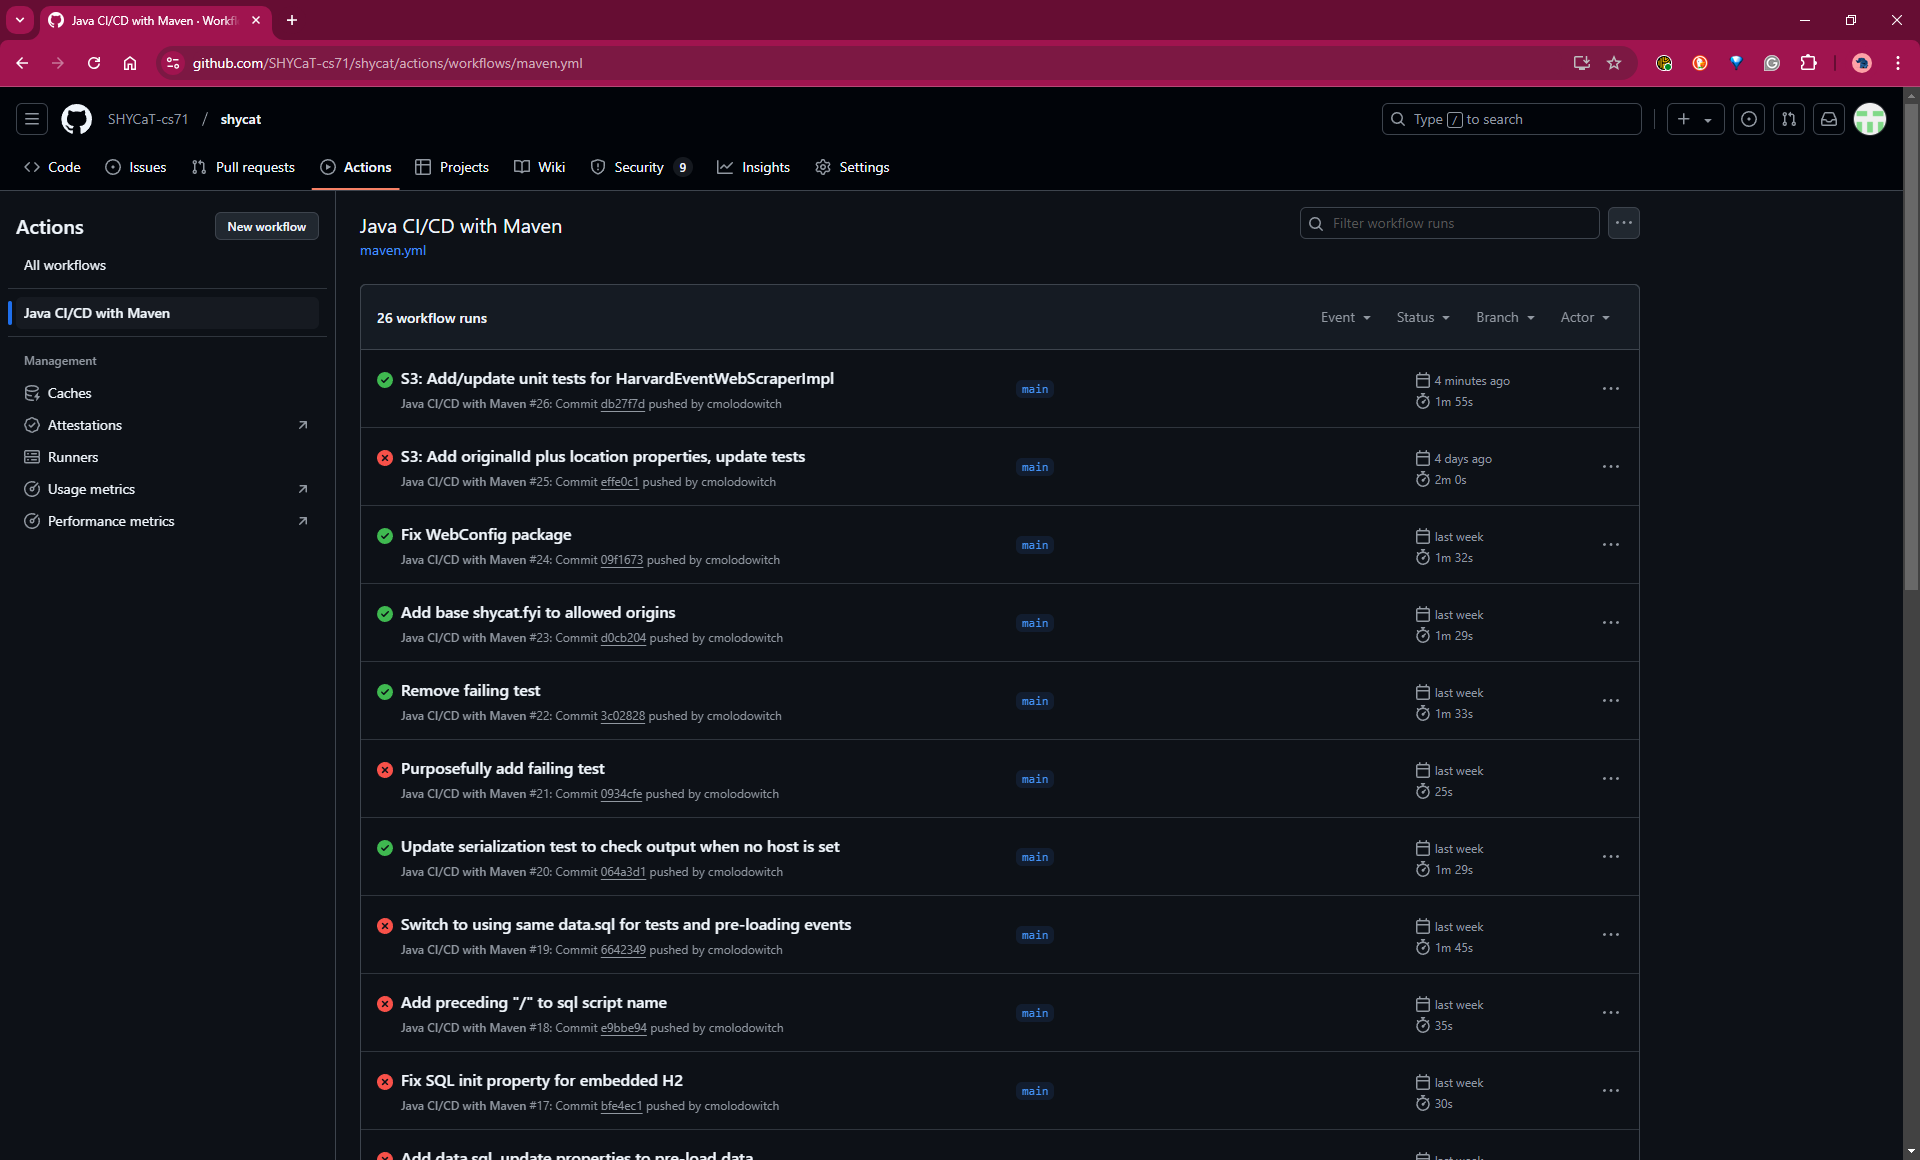 Java CI/CD with Maven · Workfl
github.com/SHYCaT-cs71/shycat/actions/workflows/maven.yml
SHYCaT-cs71 / shycat
Type / to search
Code
Issues
Pull requests
Actions
Projects
Wiki
Security 9
Insights
Settings
Actions
New workflow
All workflows
Java CI/CD with Maven
Management
Caches
Attestations
Runners
Usage metrics
Performance metrics
Java CI/CD with Maven
maven.yml
Filter workflow runs
26 workflow runs
Event
Status
Branch
Actor
S3: Add/update unit tests for HarvardEventWebScraperImpl
Java CI/CD with Maven #26: Commit db27f7d pushed by cmolodowitch
main
4 minutes ago
1m 55s
S3: Add originalId plus location properties, update tests
Java CI/CD with Maven #25: Commit effe0c1 pushed by cmolodowitch
main
4 days ago
2m 0s
Fix WebConfig package
Java CI/CD with Maven #24: Commit 09f1673 pushed by cmolodowitch
main
last week
1m 32s
Add base shycat.fyi to allowed origins
Java CI/CD with Maven #23: Commit d0cb204 pushed by cmolodowitch
main
last week
1m 29s
Remove failing test
Java CI/CD with Maven #22: Commit 3c02828 pushed by cmolodowitch
main
last week
1m 33s
Purposefully add failing test
Java CI/CD with Maven #21: Commit 0934cfe pushed by cmolodowitch
main
last week
25s
Update serialization test to check output when no host is set
Java CI/CD with Maven #20: Commit 064a3d1 pushed by cmolodowitch
main
last week
1m 29s
Switch to using same data.sql for tests and pre-loading events
Java CI/CD with Maven #19: Commit 6642349 pushed by cmolodowitch
main
last week
1m 45s
Add preceding "/" to sql script name
Java CI/CD with Maven #18: Commit e9bbe94 pushed by cmolodowitch
main
last week
35s
Fix SQL init property for embedded H2
Java CI/CD with Maven #17: Commit bfe4ec1 pushed by cmolodowitch
main
last week
30s
Add data.sql, update properties to pre-load data
last week